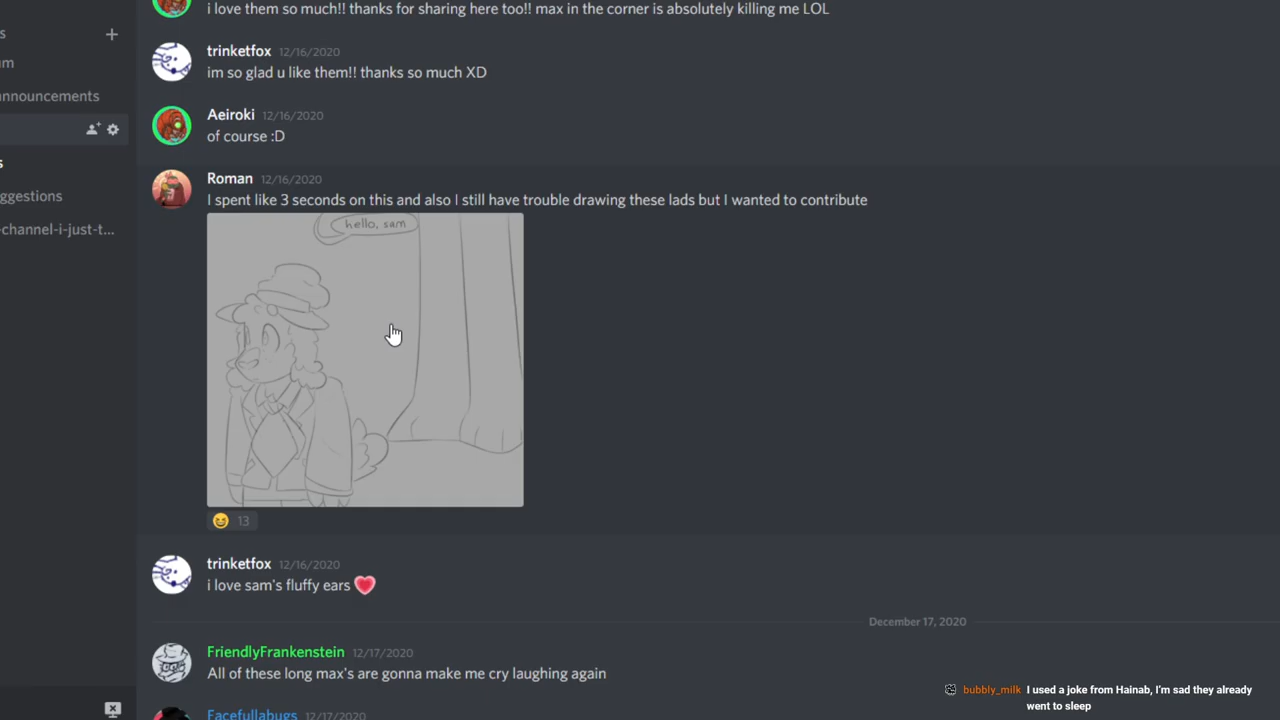 i love them so much!! thanks for sharing here too!! max in the corner is absolutely killing me LOL
trinketfox 12/16/2020
im so glad u like them!! thanks so much XD
Aeiroki 12/16/2020
of course :D
Roman 12/16/2020
I spent like 3 seconds on this and also I still have trouble drawing these lads but I wanted to contribute
hello, sam
13
trinketfox 12/16/2020
i love sam's fluffy ears
December 17, 2020
FriendlyFrankenstein 12/17/2020
All of these long max's are gonna make me cry laughing again
Facefullabugs 12/17/2020
s
um
announcements
s
ggestions
-channel-i-just-t...
bubbly_milk I used a joke from Hainab, I'm sad they already
went to sleep